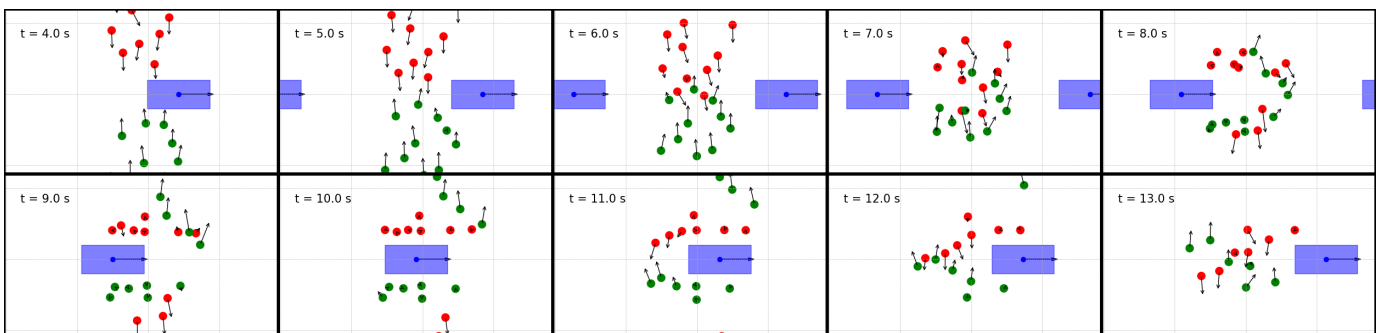 t = 4.0 s
t = 5.0 s
t = 6.0 s
t = 7.0 s
t = 8.0 s
t = 9.0 s
t = 10.0 s
t = 11.0 s
t = 12.0 s
t = 13.0 s